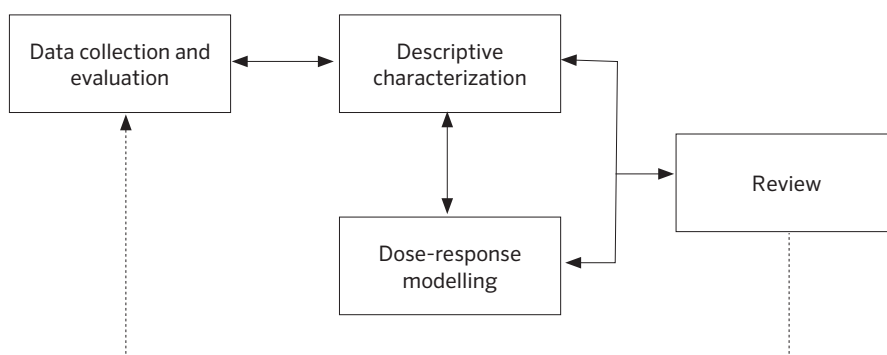 Data collection and
evaluation
Descriptive
characterization
Review
Dose-response
modelling